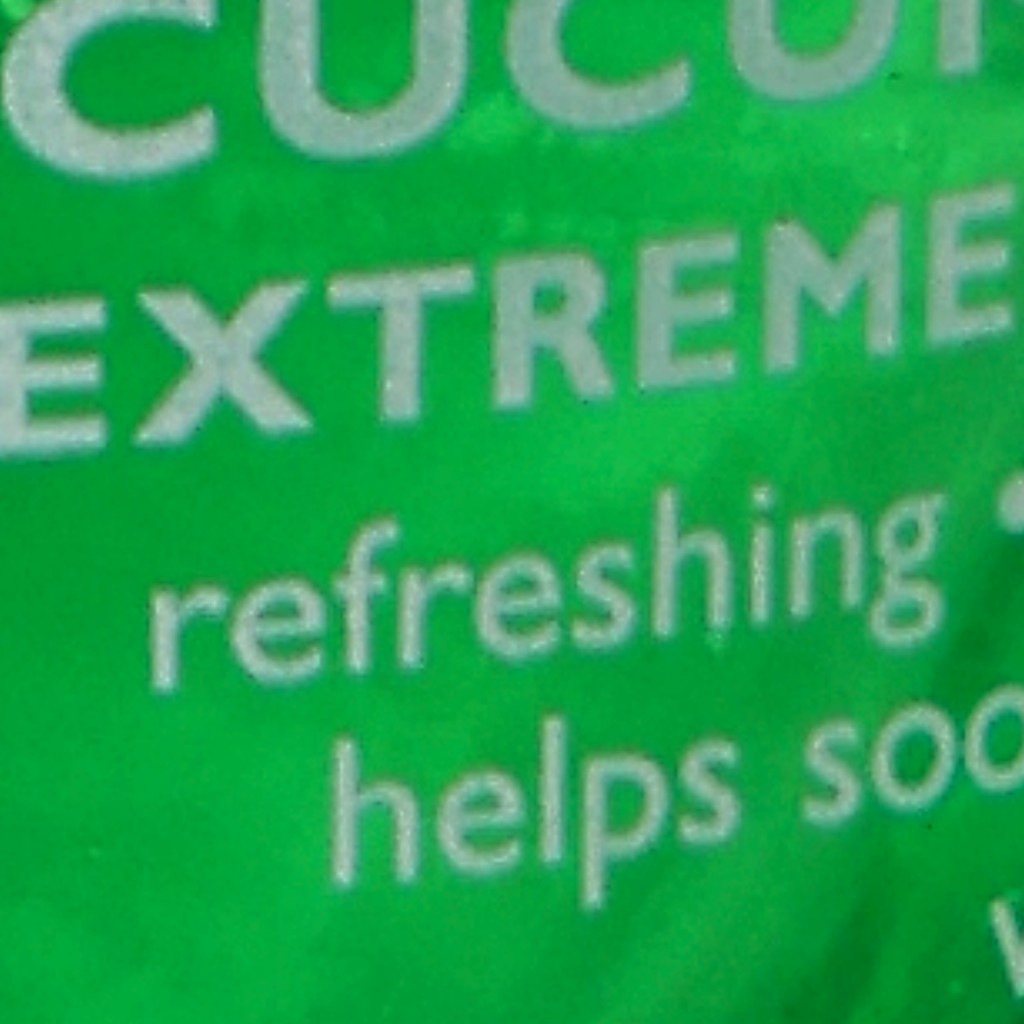 EXTREME
refreshing •
helps